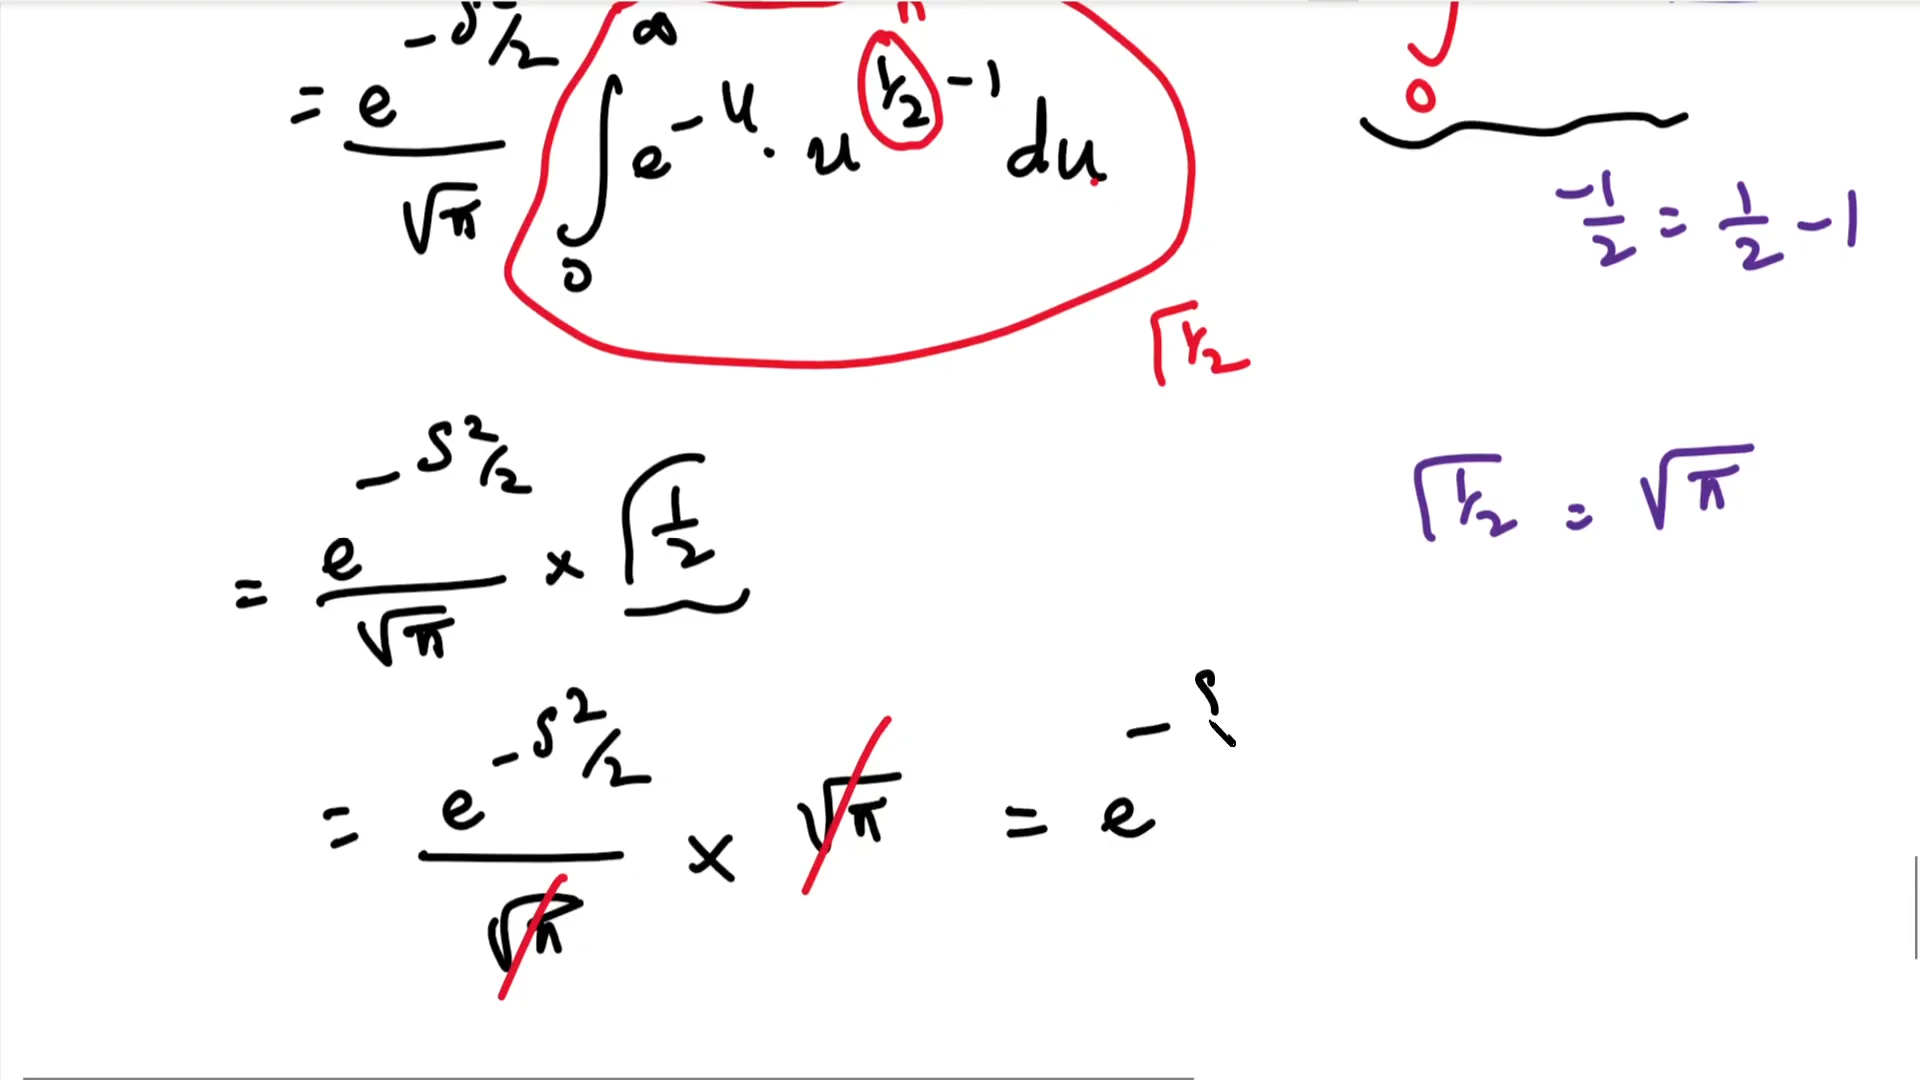 = e^{-s²/2}/√π ∫₀^∞ e^{-u} · u^{1/2 - 1} du
n
0
-1/2 = 1/2 - 1
Γ1/2
= e^{-s²/2}/√π × Γ1/2
Γ1/2 = √π
= e^{-s²/2}/√π × √π = e^{-s